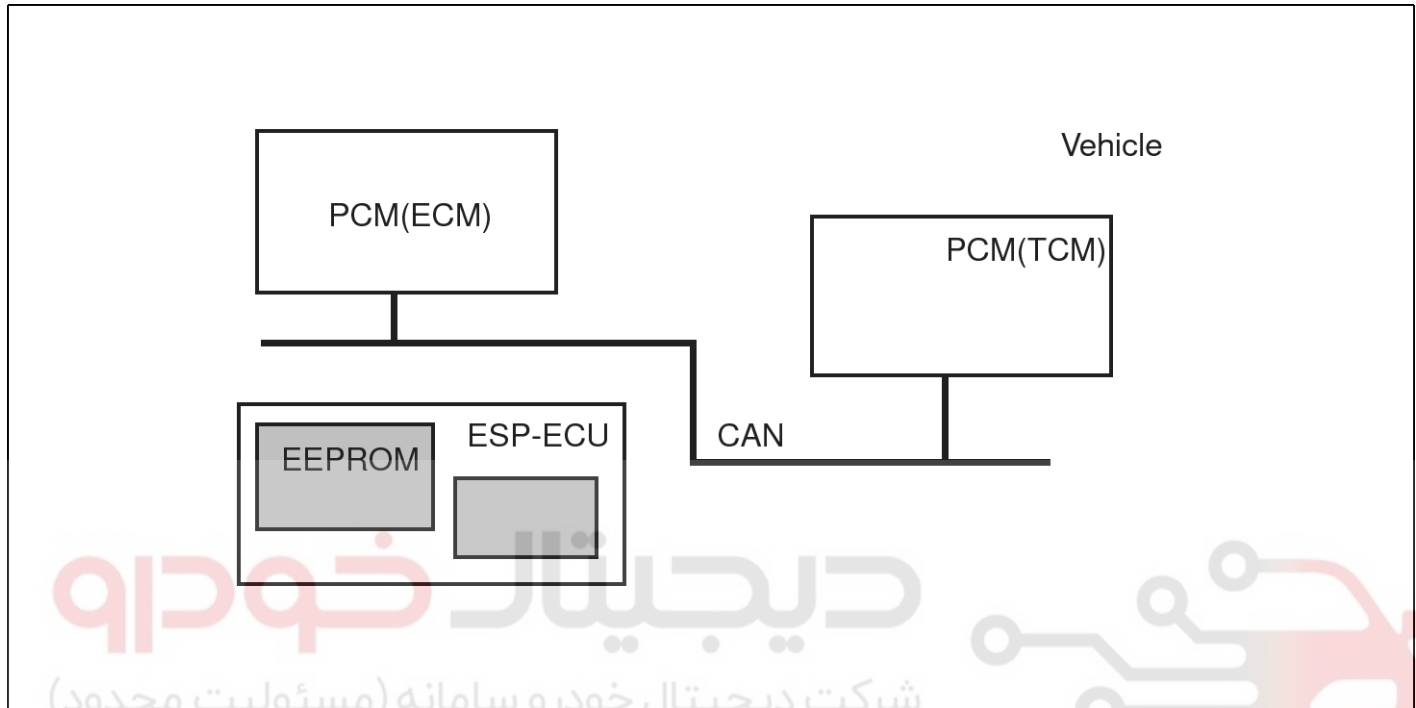 Vehicle
PCM(ECM)
PCM(TCM)
ESP-ECU
CAN
EEPROM
دیجیتال خودرو
شرکت دیجیتال خودرو سامانه (مسئولیت محدود)